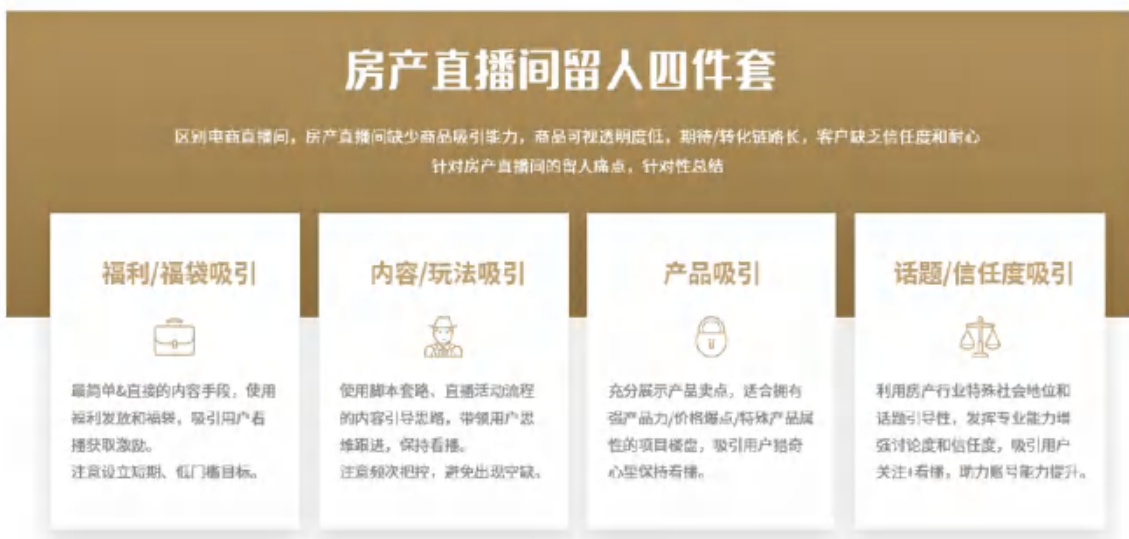 房产直播间留人四件套
区别电商直播间，房产直播间缺少商品吸引能力，商品可视透明度低，期待/转化链路长，客户缺乏信任度和耐心
针对房产直播间的留人痛点，针对性总结
福利/福袋吸引
最简单&直接的内容手段，使用
福利发放和福袋，吸引用户看
播获取激励。
注意设立短期、低门槛目标。
内容/玩法吸引
使用脚本套路、直播活动流程
的内容引导思路，带领用户思
维跟进，保持看播。
注意频次把控，避免出现空缺。
产品吸引
充分展示产品卖点，适合拥有
强产品力/价格爆点/特殊产品属
性的项目楼盘，吸引用户猎奇
心里保持看播。
话题/信任度吸引
利用房产行业特殊社会地位和
话题引导性，发挥专业能力增
强讨论度和信任度，吸引用户
关注+看播，助力账号能力提升。